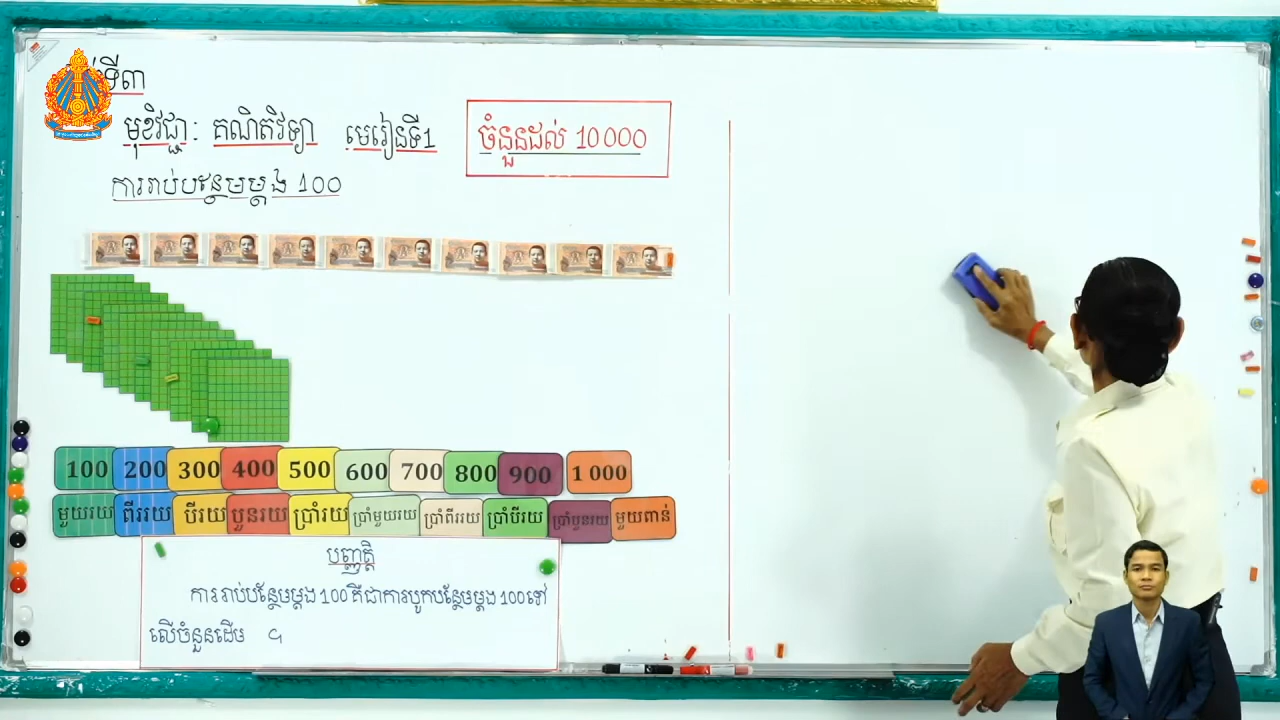 ទី៣
មុខវិជ្ជា: គណិតវិទ្យា មេរៀនទី1 ចំនួនដល់ 10 000
ការរាប់បន្ថែមម្តង 100
100 200 300 400 500 600 700 800 900 1 000
មួយរយ ពីររយ បីរយ បួនរយ ប្រាំរយ ប្រាំមួយរយ ប្រាំពីររយ ប្រាំបីរយ ប្រាំបួនរយ មួយពាន់
បញ្ញត្តិ
ការរាប់បន្ថែមម្តង 100 គឺជាការបូកបន្ថែមម្តង 100 ទៅ
លើចំនួនដើម ។